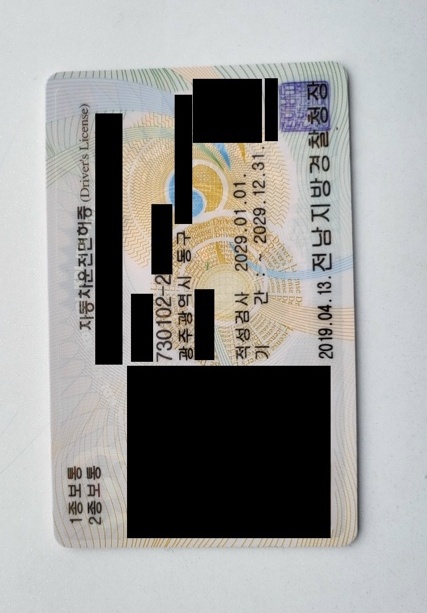 자동차운전면허증 (Driver's License)
1종보통
2종보통
730102-2
광주광역시 동구
적성검사 2029.01.01.
기 간 : ~ 2029.12.31.
2019.04.13. 전남지방경찰청장